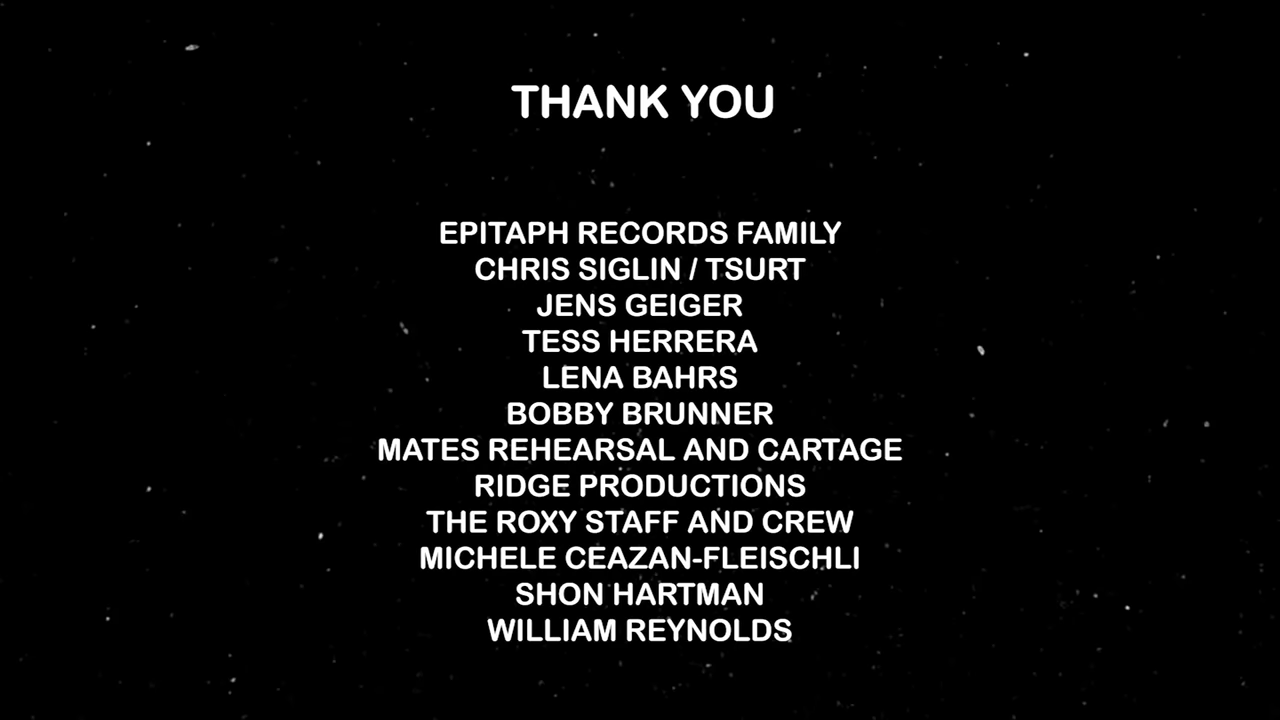 THANK YOU
EPITAPH RECORDS FAMILY
CHRIS SIGLIN / TSURT
JENS GEIGER
TESS HERRERA
LENA BAHRS
BOBBY BRUNNER
MATES REHEARSAL AND CARTAGE
RIDGE PRODUCTIONS
THE ROXY STAFF AND CREW
MICHELE CEAZAN-FLEISCHLI
SHON HARTMAN
WILLIAM REYNOLDS